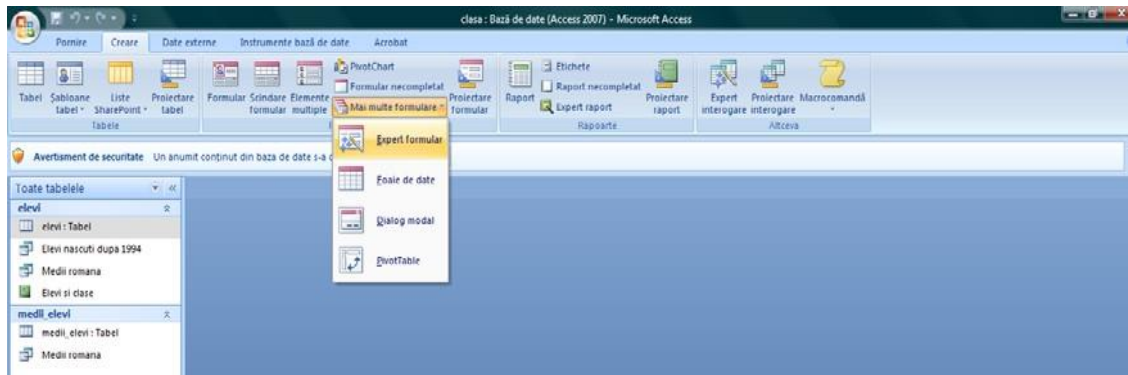 clasa : Bază de date (Access 2007) - Microsoft Access
Pornire Creare Date externe Instrumente bază de date Acrobat
Tabel
Șabloane tabel
Liste SharePoint
Proiectare tabel
Tabele
Formular
Scindare formular
Elemente multiple
PivotChart
Formular necompletat
Mai multe formulare
Proiectare formular
Raport
Etichete
Raport necompletat
Expert raport
Proiectare raport
Rapoarte
Expert interogare
Proiectare interogare
Macrocomandă
Altceva
Expert formular
Foaie de date
Dialog modal
PivotTable
Avertisment de securitate Un anumit conținut din baza de date s-a
Toate tabelele
elevi
elevi : Tabel
Elevi nascuti dupa 1994
Medii romana
Elevi si clase
medii_elevi
medii_elevi : Tabel
Medii romana